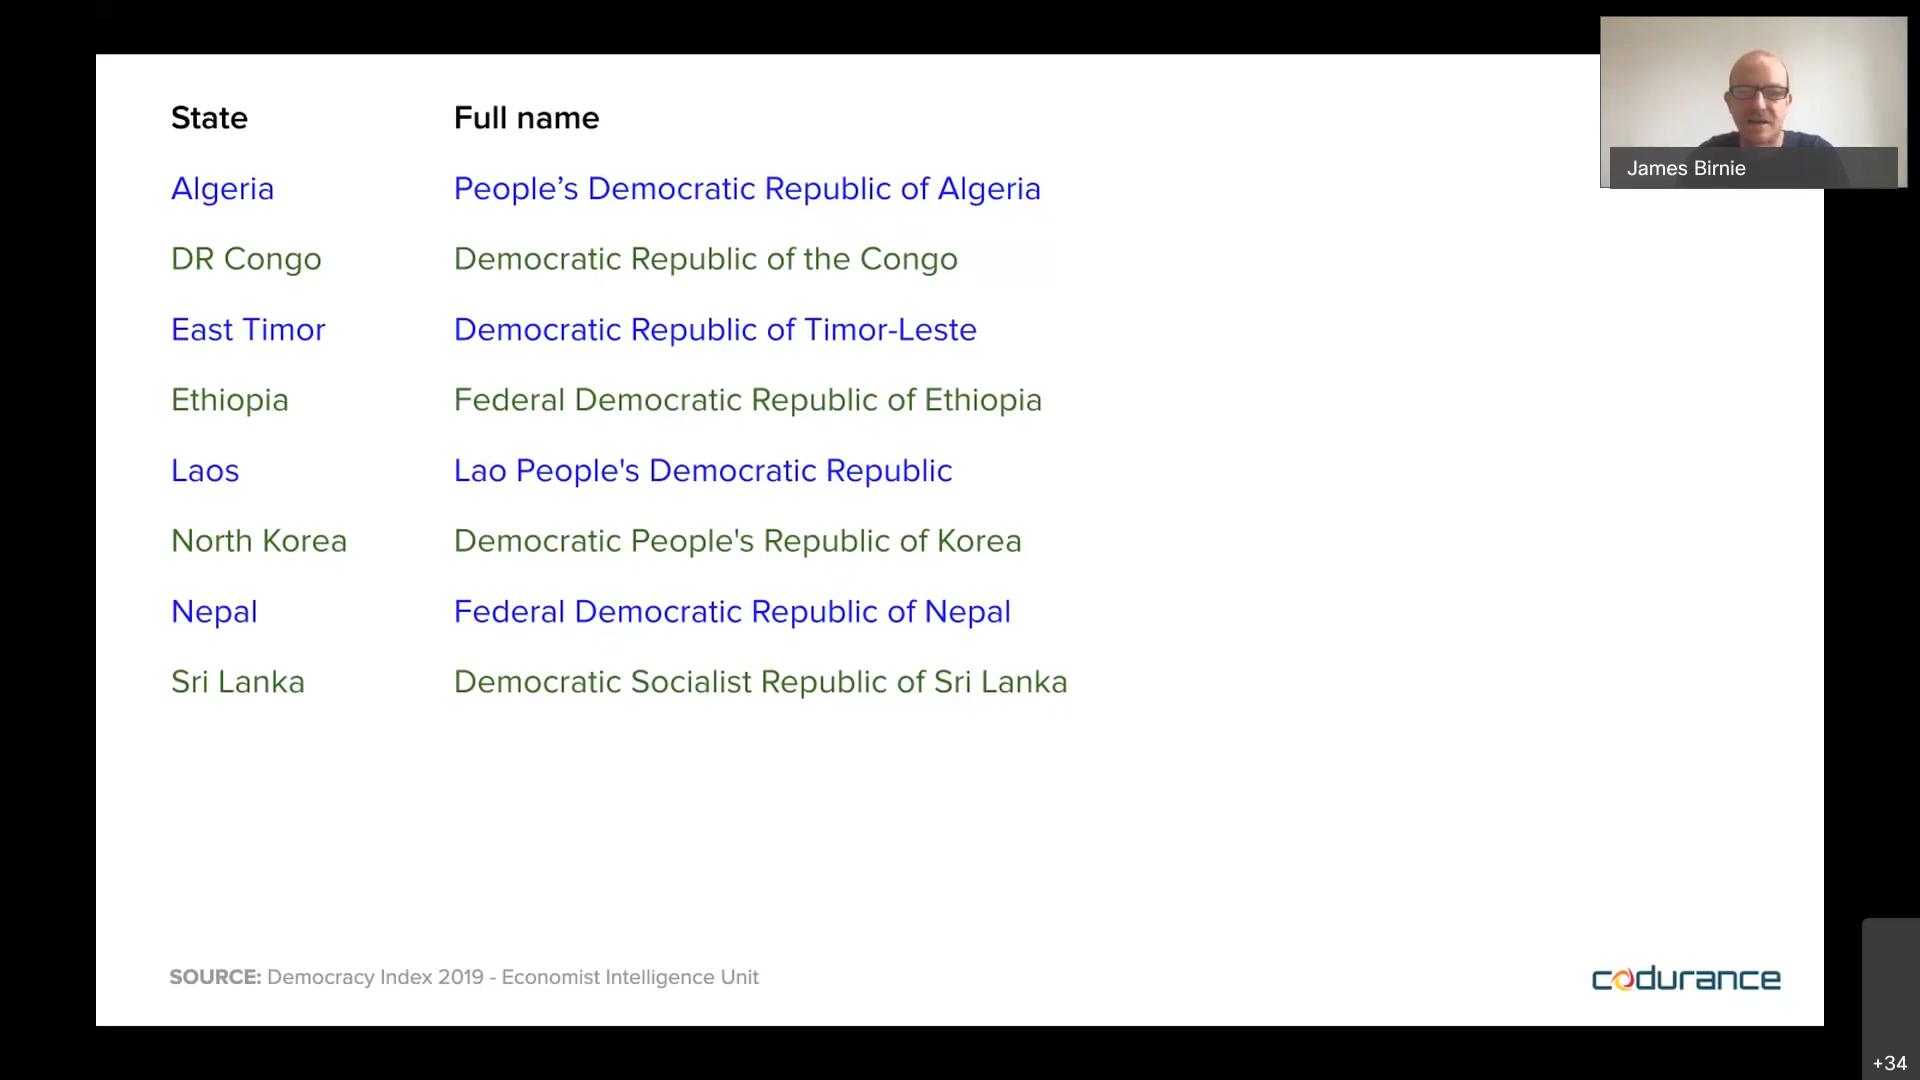 State Full name
Algeria People’s Democratic Republic of Algeria
DR Congo Democratic Republic of the Congo
East Timor Democratic Republic of Timor-Leste
Ethiopia Federal Democratic Republic of Ethiopia
Laos Lao People's Democratic Republic
North Korea Democratic People's Republic of Korea
Nepal Federal Democratic Republic of Nepal
Sri Lanka Democratic Socialist Republic of Sri Lanka
SOURCE: Democracy Index 2019 - Economist Intelligence Unit
codurance
James Birnie
+34